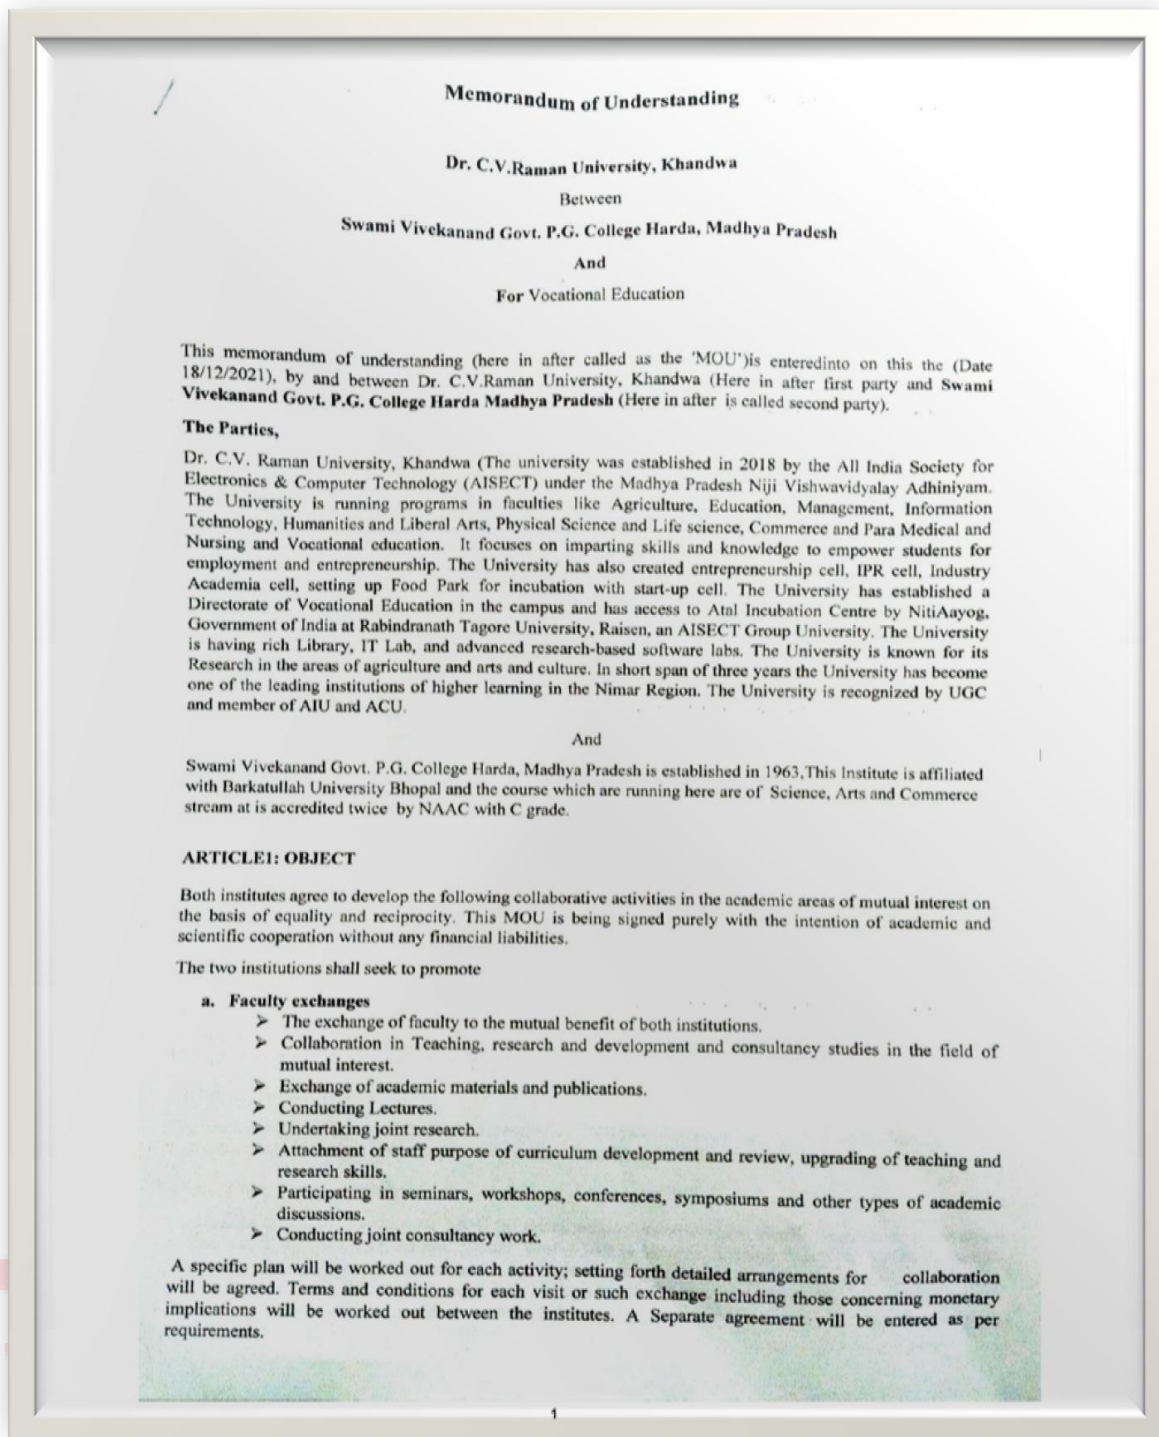 Memorandum of Understanding
Dr. C.V.Raman University, Khandwa
Between
Swami Vivekanand Govt. P.G. College Harda, Madhya Pradesh
And
For Vocational Education
This memorandum of understanding (here in after called as the 'MOU')is enteredinto on this the (Date
18/12/2021), by and between Dr. C.V.Raman University, Khandwa (Here in after first party and Swami
Vivekanand Govt. P.G. College Harda Madhya Pradesh (Here in after is called second party).
The Parties,
Dr. C.V. Raman University, Khandwa (The university was established in 2018 by the All India Society for
Electronics & Computer Technology (AISECT) under the Madhya Pradesh Niji Vishwavidyalay Adhiniyam.
The University is running programs in faculties like Agriculture, Education, Management, Information
Technology, Humanities and Liberal Arts, Physical Science and Life science, Commerce and Para Medical and
Nursing and Vocational education. It focuses on imparting skills and knowledge to empower students for
employment and entrepreneurship. The University has also created entrepreneurship cell, IPR cell, Industry
Academia cell, setting up Food Park for incubation with start-up cell. The University has established a
Directorate of Vocational Education in the campus and has access to Atal Incubation Centre by NitiAayog,
Government of India at Rabindranath Tagore University, Raisen, an AISECT Group University. The University
is having rich Library, IT Lab, and advanced research-based software labs. The University is known for its
Research in the areas of agriculture and arts and culture. In short span of three years the University has become
one of the leading institutions of higher learning in the Nimar Region. The University is recognized by UGC
and member of AIU and ACU.
And
Swami Vivekanand Govt. P.G. College Harda, Madhya Pradesh is established in 1963,This Institute is affiliated
with Barkatullah University Bhopal and the course which are running here are of Science, Arts and Commerce
stream at is accredited twice by NAAC with C grade.
ARTICLE1: OBJECT
Both institutes agree to develop the following collaborative activities in the academic areas of mutual interest on
the basis of equality and reciprocity. This MOU is being signed purely with the intention of academic and
scientific cooperation without any financial liabilities.
The two institutions shall seek to promote
a. Faculty exchanges
➢ The exchange of faculty to the mutual benefit of both institutions.
➢ Collaboration in Teaching, research and development and consultancy studies in the field of
mutual interest.
➢ Exchange of academic materials and publications.
➢ Conducting Lectures.
➢ Undertaking joint research.
➢ Attachment of staff purpose of curriculum development and review, upgrading of teaching and
research skills.
➢ Participating in seminars, workshops, conferences, symposiums and other types of academic
discussions.
➢ Conducting joint consultancy work.
A specific plan will be worked out for each activity; setting forth detailed arrangements for collaboration
will be agreed. Terms and conditions for each visit or such exchange including those concerning monetary
implications will be worked out between the institutes. A Separate agreement will be entered as per
requirements.
1